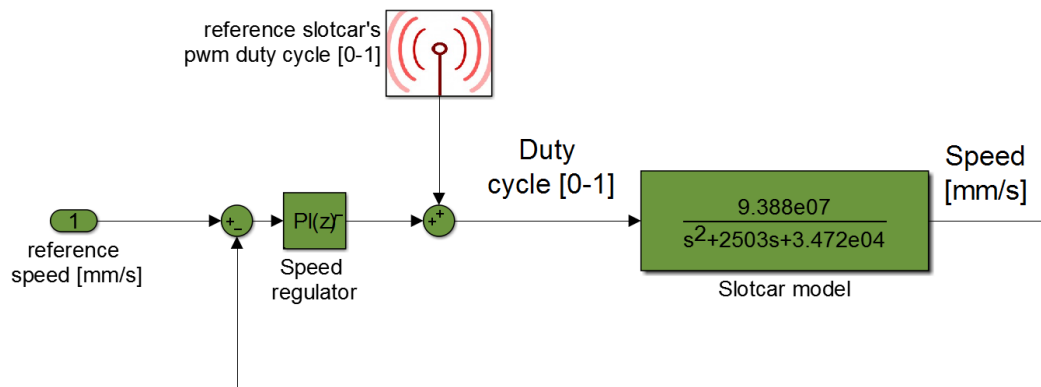 reference slotcar's
pwm duty cycle [0-1]
Duty
cycle [0-1]
Speed
[mm/s]
1
reference
speed [mm/s]
+
−
PI(z)
Speed
regulator
+
+
9.388e07
s²+2503s+3.472e04
Slotcar model